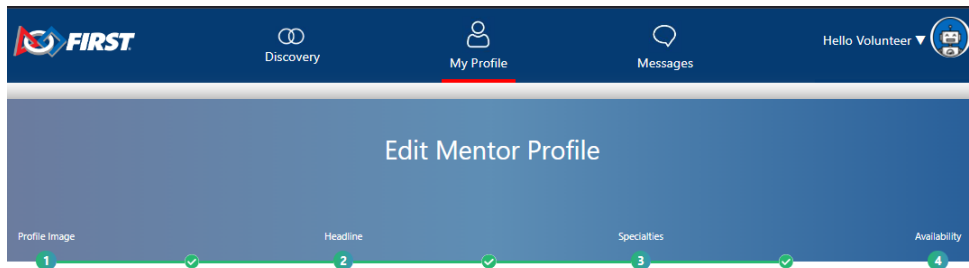 FIRST
Discovery
My Profile
Messages
Hello Volunteer ▼
Edit Mentor Profile
Profile Image
Headline
Specialties
Availability
1
2
3
4